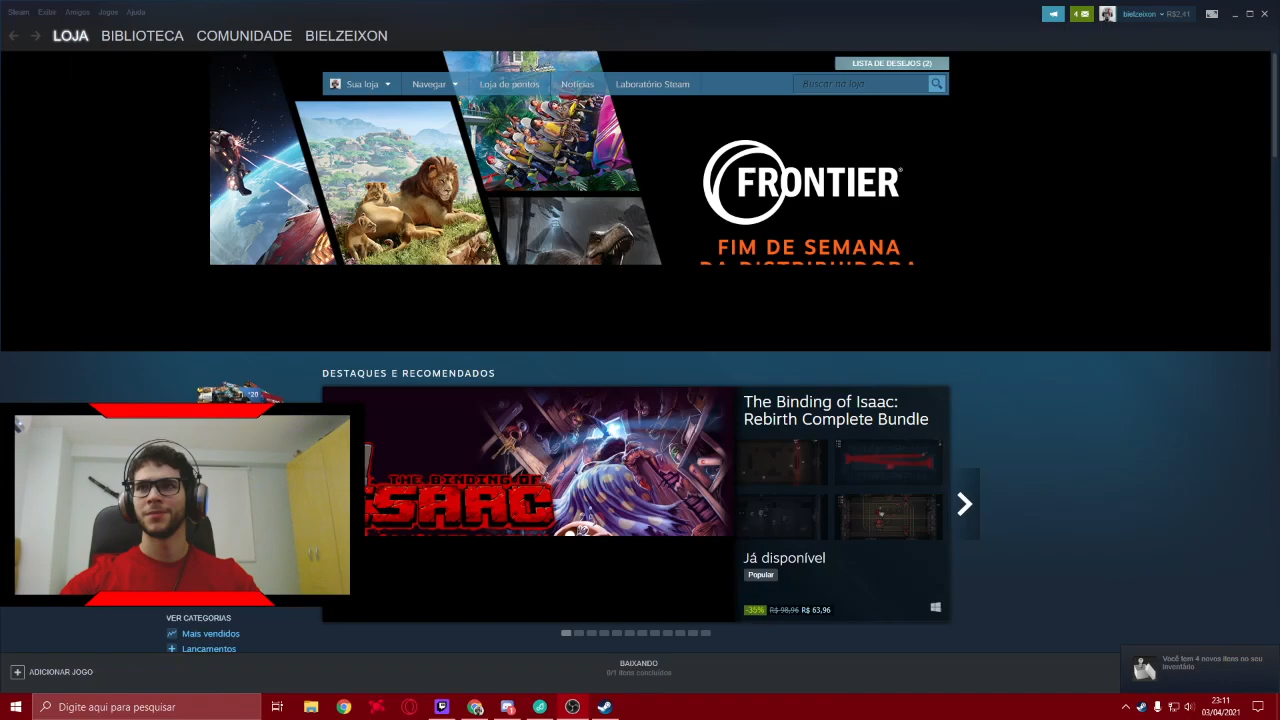 Steam Exibir Amigos Jogos Ajuda
4 bielzeixon R$2,41
LOJA BIBLIOTECA COMUNIDADE BIELZEIXON
LISTA DE DESEJOS (2)
Sua loja Navegar Loja de pontos Notícias Laboratório Steam Buscar na loja
FRONTIER
FIM DE SEMANA
DA DISTRIBUIDORA
DESTAQUES E RECOMENDADOS
The Binding of Isaac:
Rebirth Complete Bundle
THE BINDING OF
ISAAC
Já disponível
Popular
-35% R$ 98,96 R$ 63,96
VER CATEGORIAS
Mais vendidos
Lançamentos
ADICIONAR JOGO
BAIXANDO
0/1 itens concluídos
Você tem 4 novos itens no seu
inventário
Digite aqui para pesquisar
23:11
03/04/2021